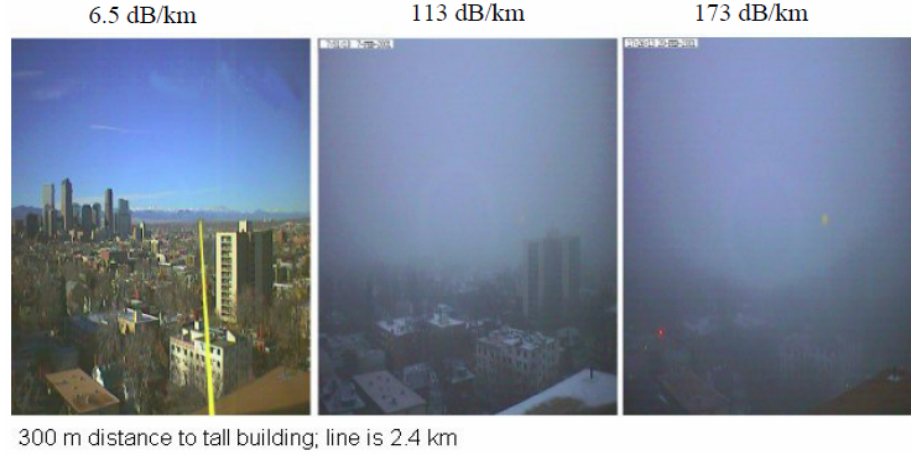 6.5 dB/km
113 dB/km
173 dB/km
300 m distance to tall building; line is 2.4 km